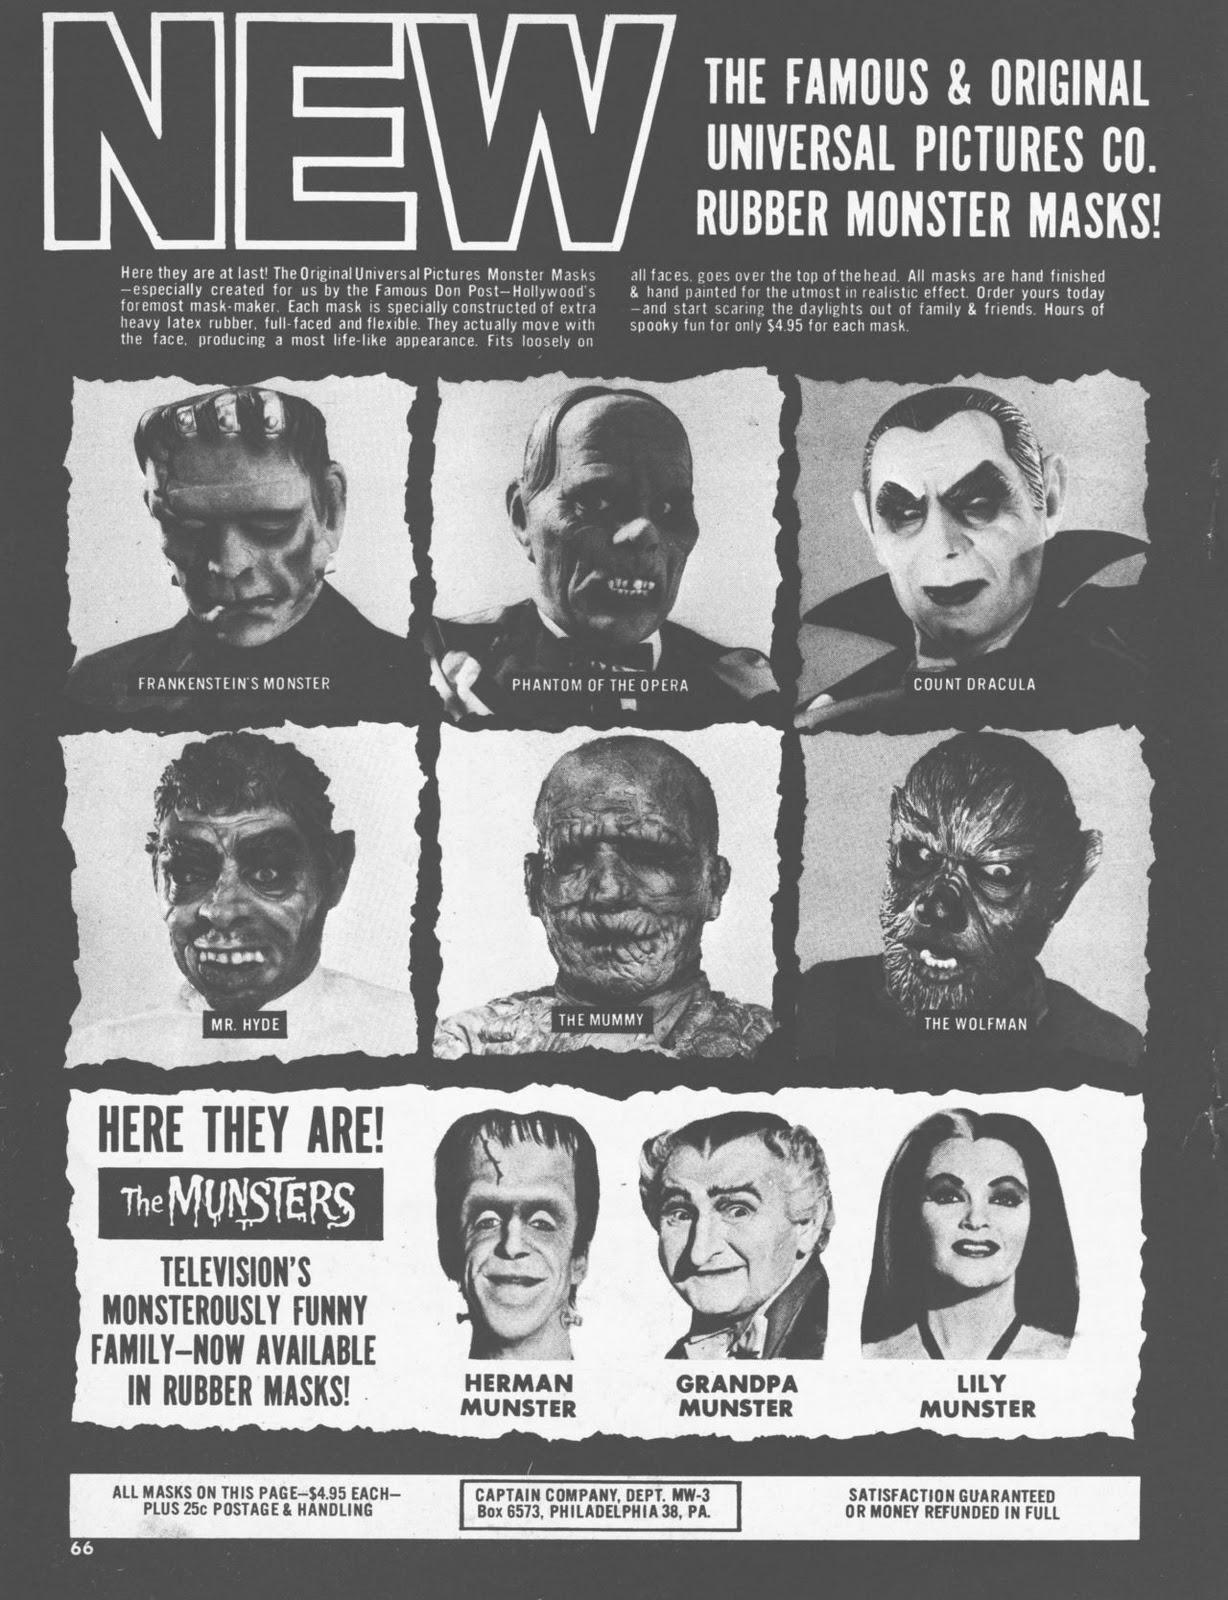 NEW
THE FAMOUS & ORIGINAL
UNIVERSAL PICTURES CO.
RUBBER MONSTER MASKS!
Here they are at last! The Original Universal Pictures Monster Masks
—especially created for us by the Famous Don Post—Hollywood's
foremost mask-maker. Each mask is specially constructed of extra
heavy latex rubber, full-faced and flexible. They actually move with
the face, producing a most life-like appearance. Fits loosely on
all faces, goes over the top of the head. All masks are hand finished
& hand painted for the utmost in realistic effect. Order yours today
—and start scaring the daylights out of family & friends. Hours of
spooky fun for only $4.95 for each mask.
FRANKENSTEIN'S MONSTER
PHANTOM OF THE OPERA
COUNT DRACULA
MR. HYDE
THE MUMMY
THE WOLFMAN
HERE THEY ARE!
The MUNSTERS
TELEVISION'S
MONSTEROUSLY FUNNY
FAMILY—NOW AVAILABLE
IN RUBBER MASKS!
HERMAN
MUNSTER
GRANDPA
MUNSTER
LILY
MUNSTER
ALL MASKS ON THIS PAGE—$4.95 EACH—
PLUS 25c POSTAGE & HANDLING
CAPTAIN COMPANY, DEPT. MW-3
Box 6573, PHILADELPHIA 38, PA.
SATISFACTION GUARANTEED
OR MONEY REFUNDED IN FULL
66